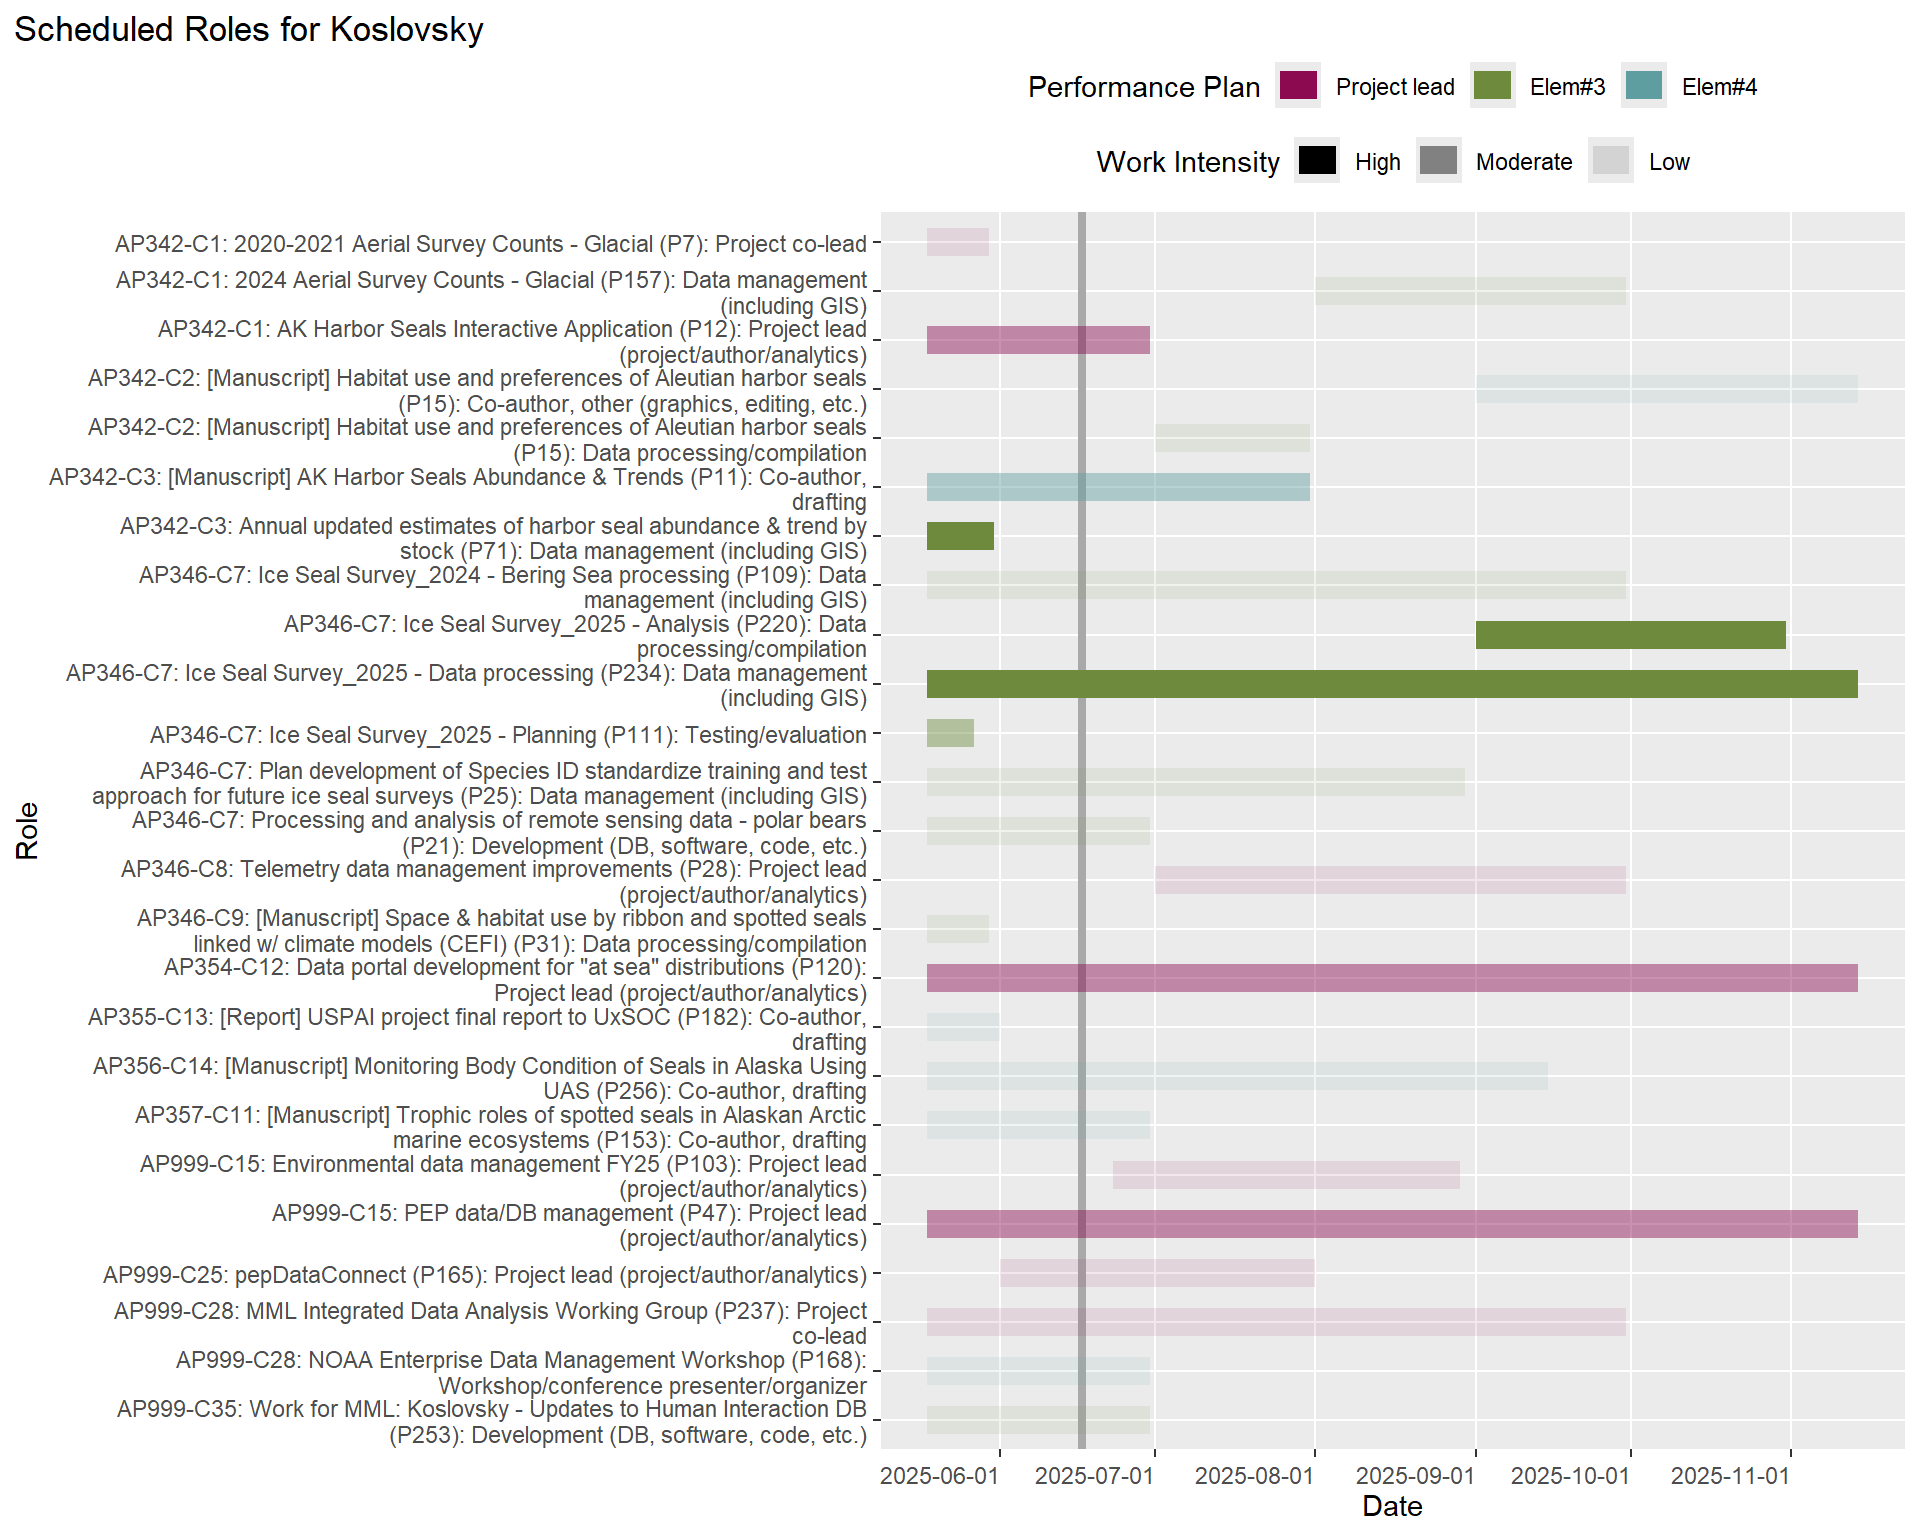 Scheduled Roles for Koslovsky
Performance Plan Project lead Elem#3 Elem#4
Work Intensity High Moderate Low
AP342-C1: 2020-2021 Aerial Survey Counts - Glacial (P7): Project co-lead
AP342-C1: 2024 Aerial Survey Counts - Glacial (P157): Data management
(including GIS)
AP342-C1: AK Harbor Seals Interactive Application (P12): Project lead
(project/author/analytics)
AP342-C2: [Manuscript] Habitat use and preferences of Aleutian harbor seals
(P15): Co-author, other (graphics, editing, etc.)
AP342-C2: [Manuscript] Habitat use and preferences of Aleutian harbor seals
(P15): Data processing/compilation
AP342-C3: [Manuscript] AK Harbor Seals Abundance & Trends (P11): Co-author,
drafting
AP342-C3: Annual updated estimates of harbor seal abundance & trend by
stock (P71): Data management (including GIS)
AP346-C7: Ice Seal Survey_2024 - Bering Sea processing (P109): Data
management (including GIS)
AP346-C7: Ice Seal Survey_2025 - Analysis (P220): Data
processing/compilation
AP346-C7: Ice Seal Survey_2025 - Data processing (P234): Data management
(including GIS)
AP346-C7: Ice Seal Survey_2025 - Planning (P111): Testing/evaluation
AP346-C7: Plan development of Species ID standardize training and test
approach for future ice seal surveys (P25): Data management (including GIS)
AP346-C7: Processing and analysis of remote sensing data - polar bears
(P21): Development (DB, software, code, etc.)
AP346-C8: Telemetry data management improvements (P28): Project lead
(project/author/analytics)
AP346-C9: [Manuscript] Space & habitat use by ribbon and spotted seals
linked w/ climate models (CEFI) (P31): Data processing/compilation
AP354-C12: Data portal development for "at sea" distributions (P120):
Project lead (project/author/analytics)
AP355-C13: [Report] USPAI project final report to UxSOC (P182): Co-author,
drafting
AP356-C14: [Manuscript] Monitoring Body Condition of Seals in Alaska Using
UAS (P256): Co-author, drafting
AP357-C11: [Manuscript] Trophic roles of spotted seals in Alaskan Arctic
marine ecosystems (P153): Co-author, drafting
AP999-C15: Environmental data management FY25 (P103): Project lead
(project/author/analytics)
AP999-C15: PEP data/DB management (P47): Project lead
(project/author/analytics)
AP999-C25: pepDataConnect (P165): Project lead (project/author/analytics)
AP999-C28: MML Integrated Data Analysis Working Group (P237): Project
co-lead
AP999-C28: NOAA Enterprise Data Management Workshop (P168):
Workshop/conference presenter/organizer
AP999-C35: Work for MML: Koslovsky - Updates to Human Interaction DB
(P253): Development (DB, software, code, etc.)
Role
2025-06-01 2025-07-01 2025-08-01 2025-09-01 2025-10-01 2025-11-01
Date